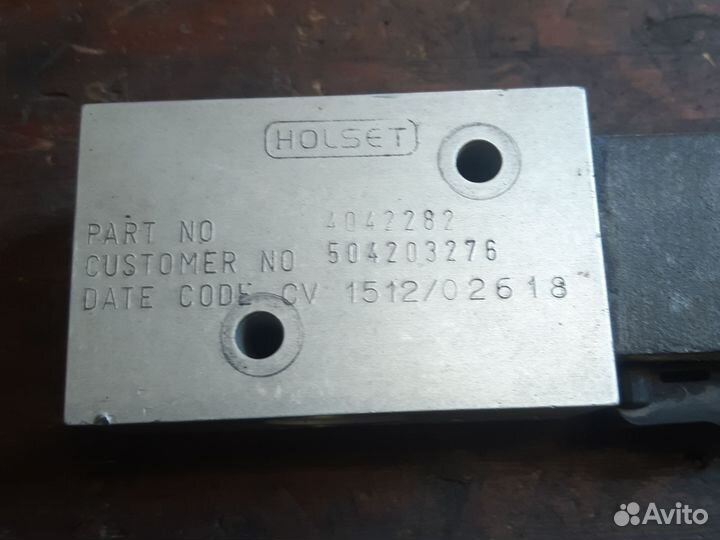 HOLSET
PART NO 4042282
CUSTOMER NO 504203276
DATE CODE CV 1512/02618
Avito